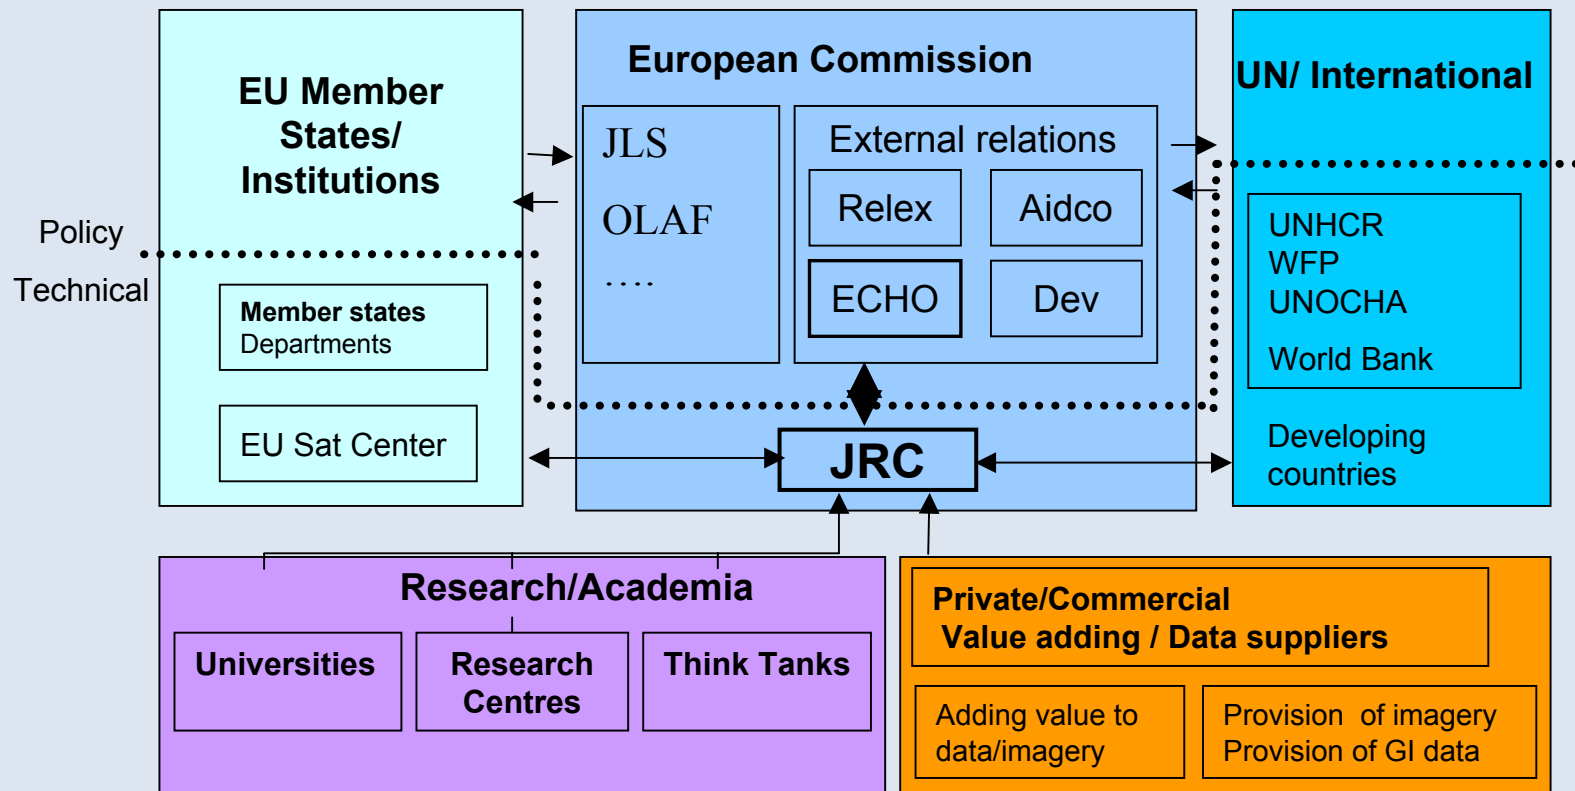 EU Member
States/
Institutions
Policy
Technical
Member states
Departments
EU Sat Center
European Commission
JLS
OLAF
....
External relations
Relex
Aidco
ECHO
Dev
JRC
UN/ International
UNHCR
WFP
UNOCHA
World Bank
Developing
countries
Research/Academia
Universities
Research
Centres
Think Tanks
Private/Commercial
Value adding / Data suppliers
Adding value to
data/imagery
Provision of imagery
Provision of GI data